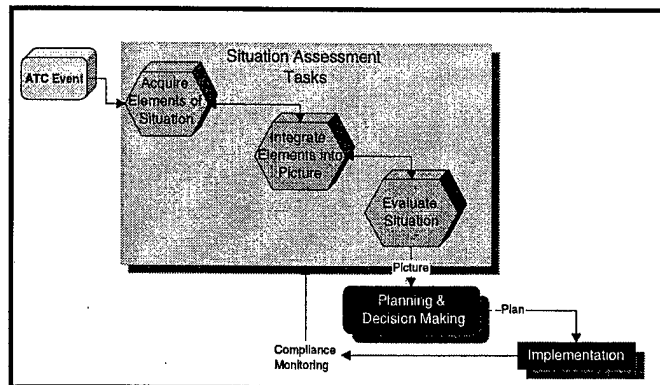 Situation Assessment
Tasks
ATC Event
Acquire
Elements of
Situation
Integrate
Elements into
Picture
Evaluate
Situation
Picture
Planning &
Decision Making
Plan
Implementation
Compliance
Monitoring